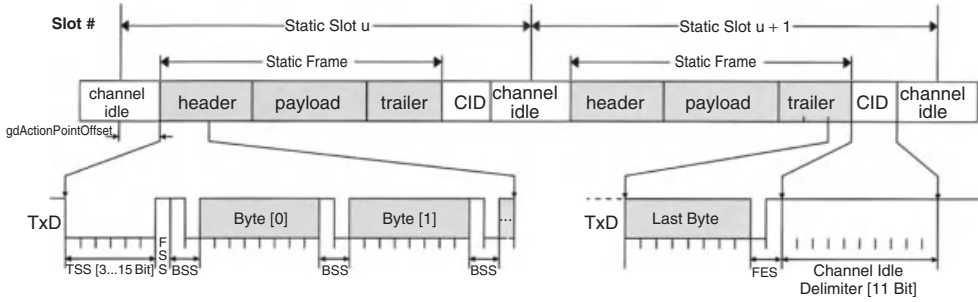 Slot #
Static Slot u
Static Slot u + 1
Static Frame
Static Frame
channel idle
header
payload
trailer
CID
channel idle
header
payload
trailer
CID
channel idle
gdActionPointOffset
TxD
Byte [0]
Byte [1]
...
TxD
Last Byte
TSS [3...15 Bit]
FSS
BSS
BSS
BSS
FES
Channel Idle
Delimiter [11 Bit]